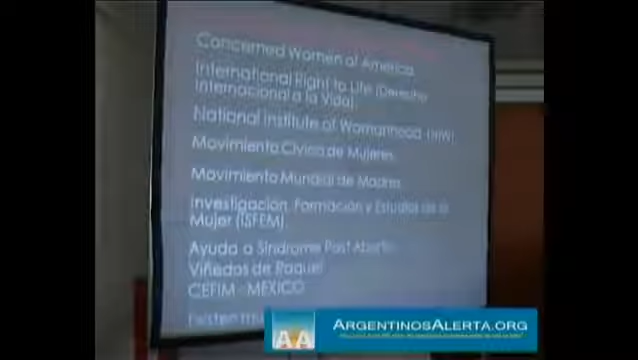 Concerned Women of America
International Right to Life (Derecho
Internacional a la Vida).
National Institute of Womanhood (NIW)
Movimiento Cívico de Mujeres
Movimiento Mundial de Madres
Investigación, Formación y Estudios de la
Mujer (ISFEM).
Ayuda a Síndrome Post Aborto
Viñedos de Raquel
CEFIM - MEXICO
Existen
ARGENTINOSALERTA.ORG